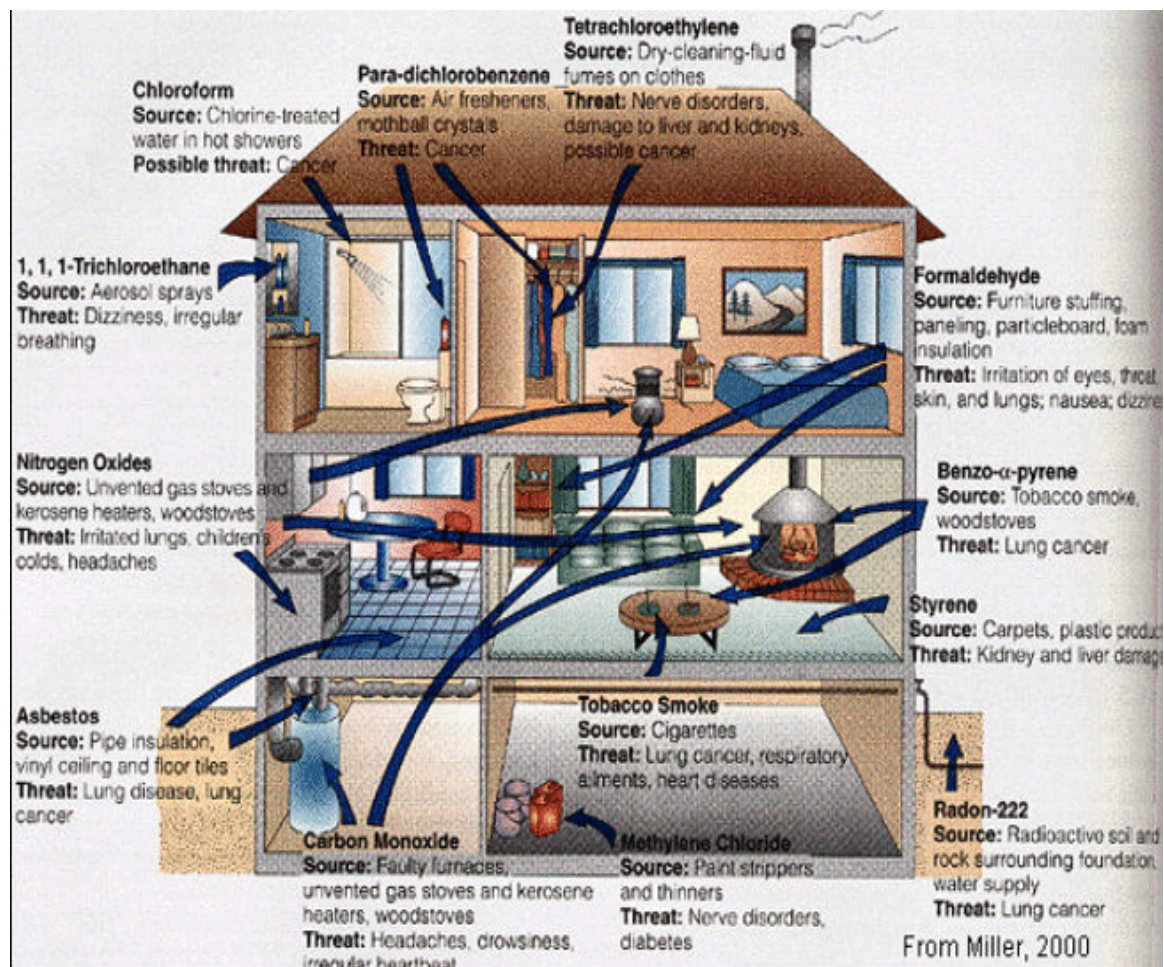 Tetrachloroethylene
Source: Dry-cleaning-fluid
fumes on clothes
Threat: Nerve disorders,
damage to liver and kidneys,
possible cancer
Para-dichlorobenzene
Source: Air fresheners,
mothball crystals
Threat: Cancer
Chloroform
Source: Chlorine-treated
water in hot showers
Possible threat: Cancer
1, 1, 1-Trichloroethane
Source: Aerosol sprays
Threat: Dizziness, irregular
breathing
Formaldehyde
Source: Furniture stuffing,
paneling, particleboard, foam
insulation
Threat: Irritation of eyes, throat,
skin, and lungs; nausea;
Nitrogen Oxides
Source: Unvented gas stoves and
kerosene heaters, woodstoves
Threat: Irritated lungs, children's
colds, headaches
Benzo-α-pyrene
Source: Tobacco smoke,
woodstoves
Threat: Lung cancer
Styrene
Source: Carpets, plastic
Threat: Kidney and liver damage
Asbestos
Source: Pipe insulation,
vinyl ceiling and floor tiles
Threat: Lung disease, lung
cancer
Tobacco Smoke
Source: Cigarettes
Threat: Lung cancer, respiratory
ailments, heart diseases
Carbon Monoxide
Source: Faulty furnaces,
unvented gas stoves and kerosene
heaters, woodstoves
Threat: Headaches, drowsiness,
irregular heartbeat
Methylene Chloride
Source: Paint strippers
and thinners
Threat: Nerve disorders,
diabetes
Radon-222
Source: Radioactive soil and
rock surrounding foundation,
water supply
Threat: Lung cancer
From Miller, 2000